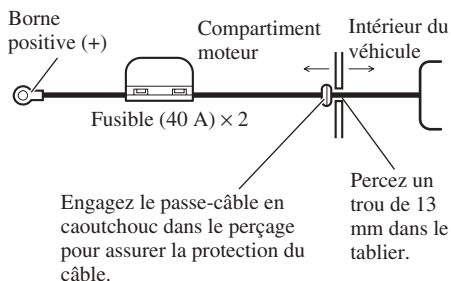 Borne
positive (+)
Compartiment
moteur
Intérieur du
véhicule
Fusible (40 A) × 2
Engagez le passe-câble en
caoutchouc dans le perçage
pour assurer la protection du
câble.
Percez un
trou de 13
mm dans le
tablier.